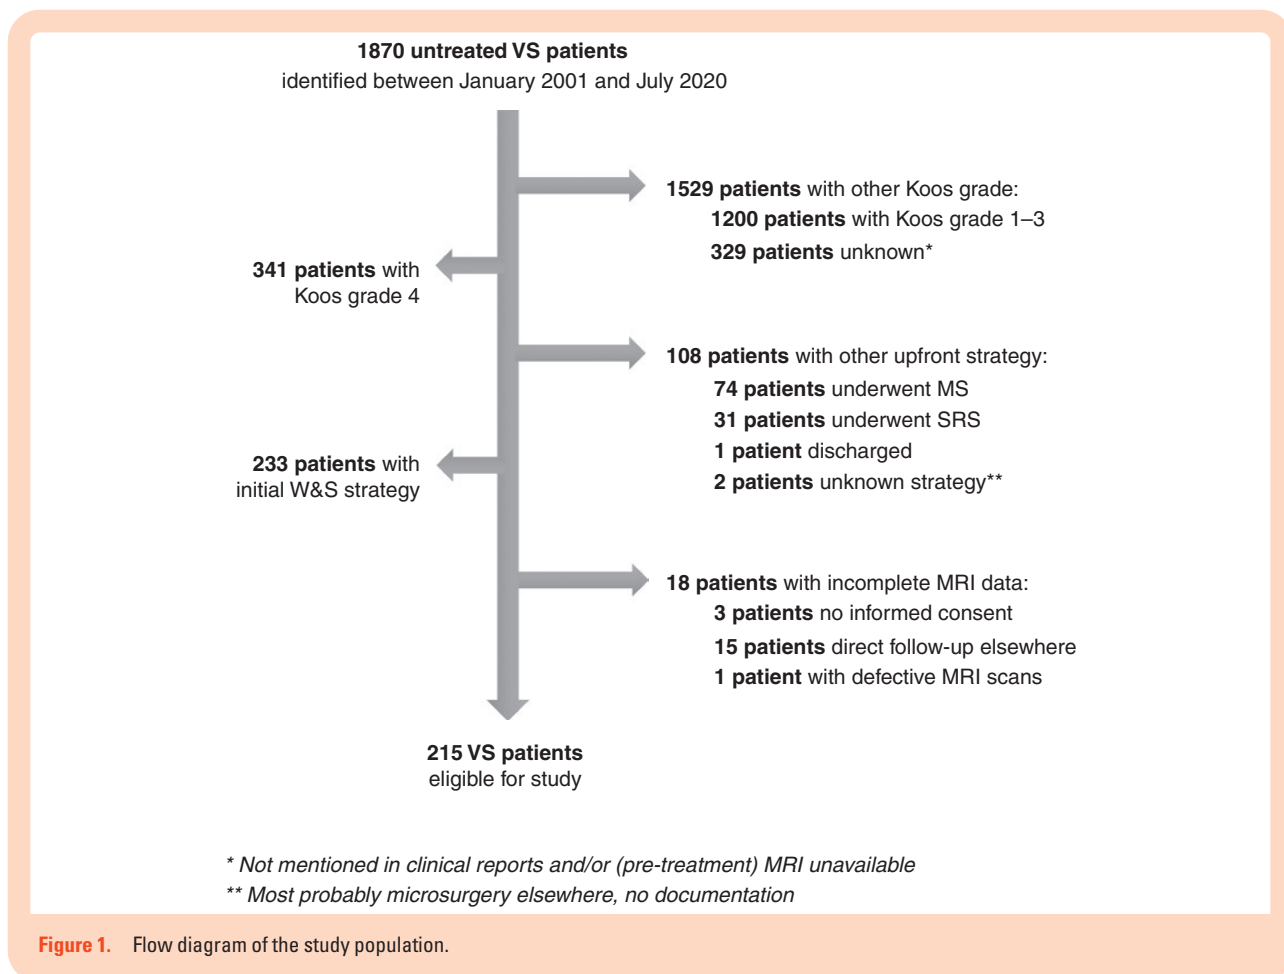 1870 untreated VS patients
identified between January 2001 and July 2020
1529 patients with other Koos grade:
1200 patients with Koos grade 1–3
329 patients unknown*
341 patients with
Koos grade 4
108 patients with other upfront strategy:
74 patients underwent MS
31 patients underwent SRS
1 patient discharged
2 patients unknown strategy**
233 patients with
initial W&S strategy
18 patients with incomplete MRI data:
3 patients no informed consent
15 patients direct follow-up elsewhere
1 patient with defective MRI scans
215 VS patients
eligible for study
* Not mentioned in clinical reports and/or (pre-treatment) MRI unavailable
** Most probably microsurgery elsewhere, no documentation
Figure 1. Flow diagram of the study population.